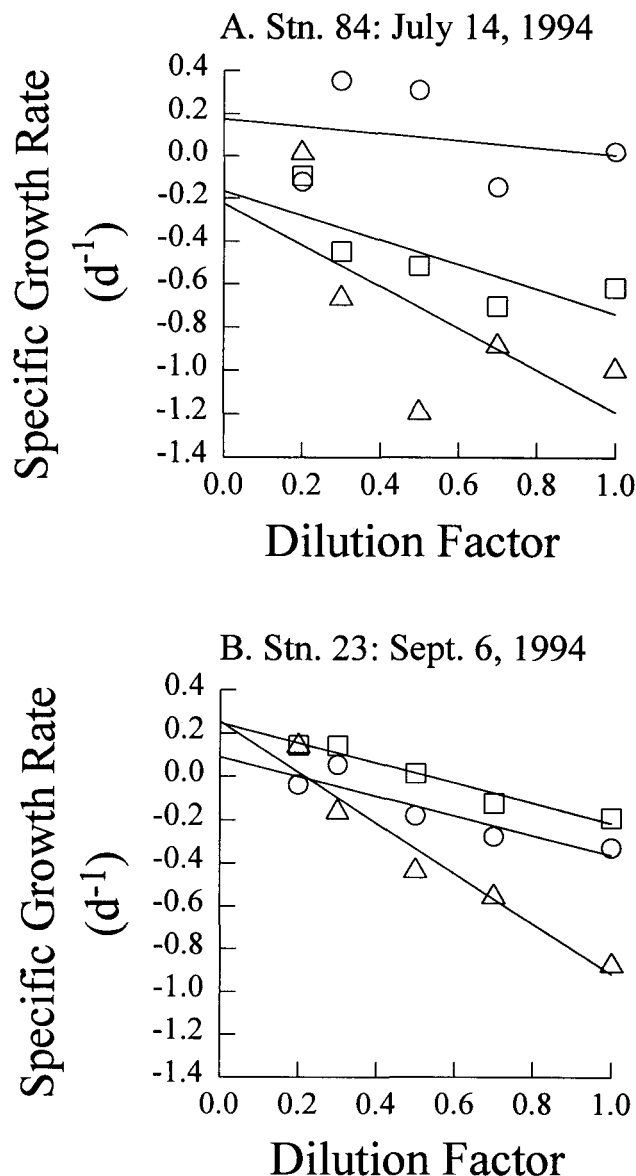 A. Stn. 84: July 14, 1994
Specific Growth Rate
(d⁻¹)
0.4
0.2
0.0
-0.2
-0.4
-0.6
-0.8
-1.0
-1.2
-1.4
0.0 0.2 0.4 0.6 0.8 1.0
Dilution Factor
B. Stn. 23: Sept. 6, 1994
Specific Growth Rate
(d⁻¹)
0.4
0.2
0.0
-0.2
-0.4
-0.6
-0.8
-1.0
-1.2
-1.4
0.0 0.2 0.4 0.6 0.8 1.0
Dilution Factor